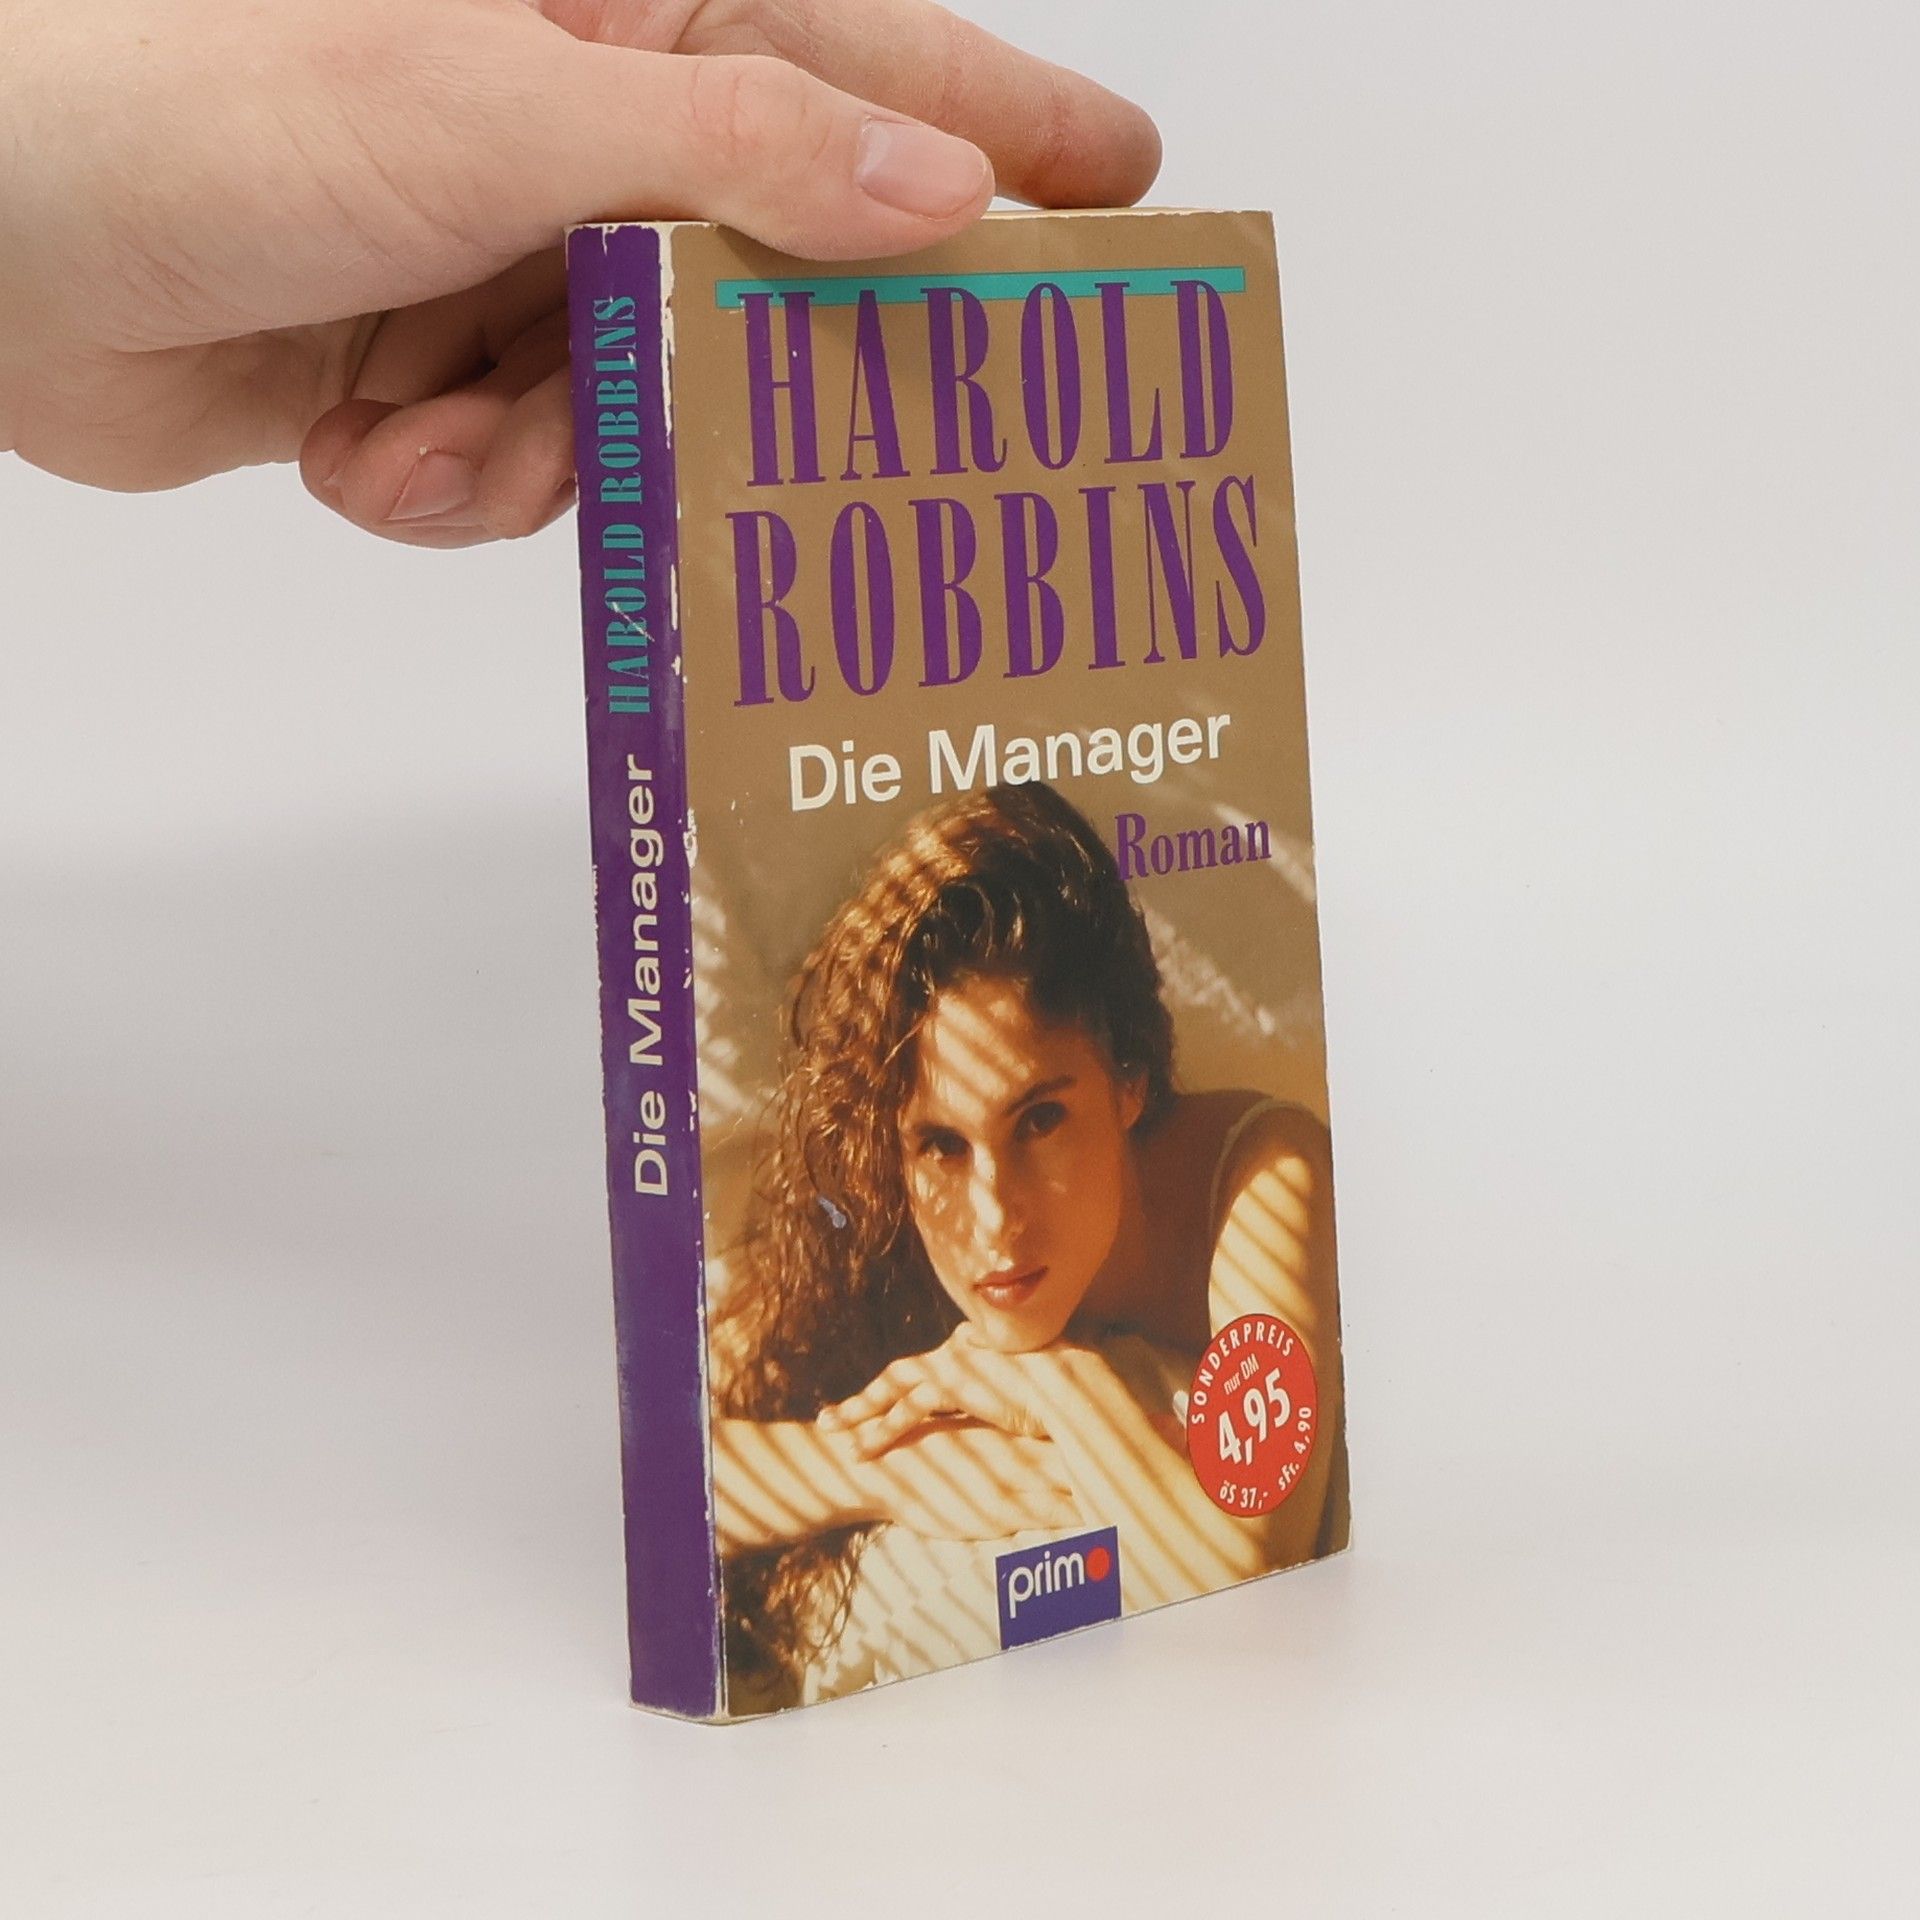 HAROLD ROBBINS
Die Manager
HAROLD
ROBBINS
Die Manager
Roman
SONDERPREIS
nur DM
4,95
öS 37,- sFr. 4,90
primo